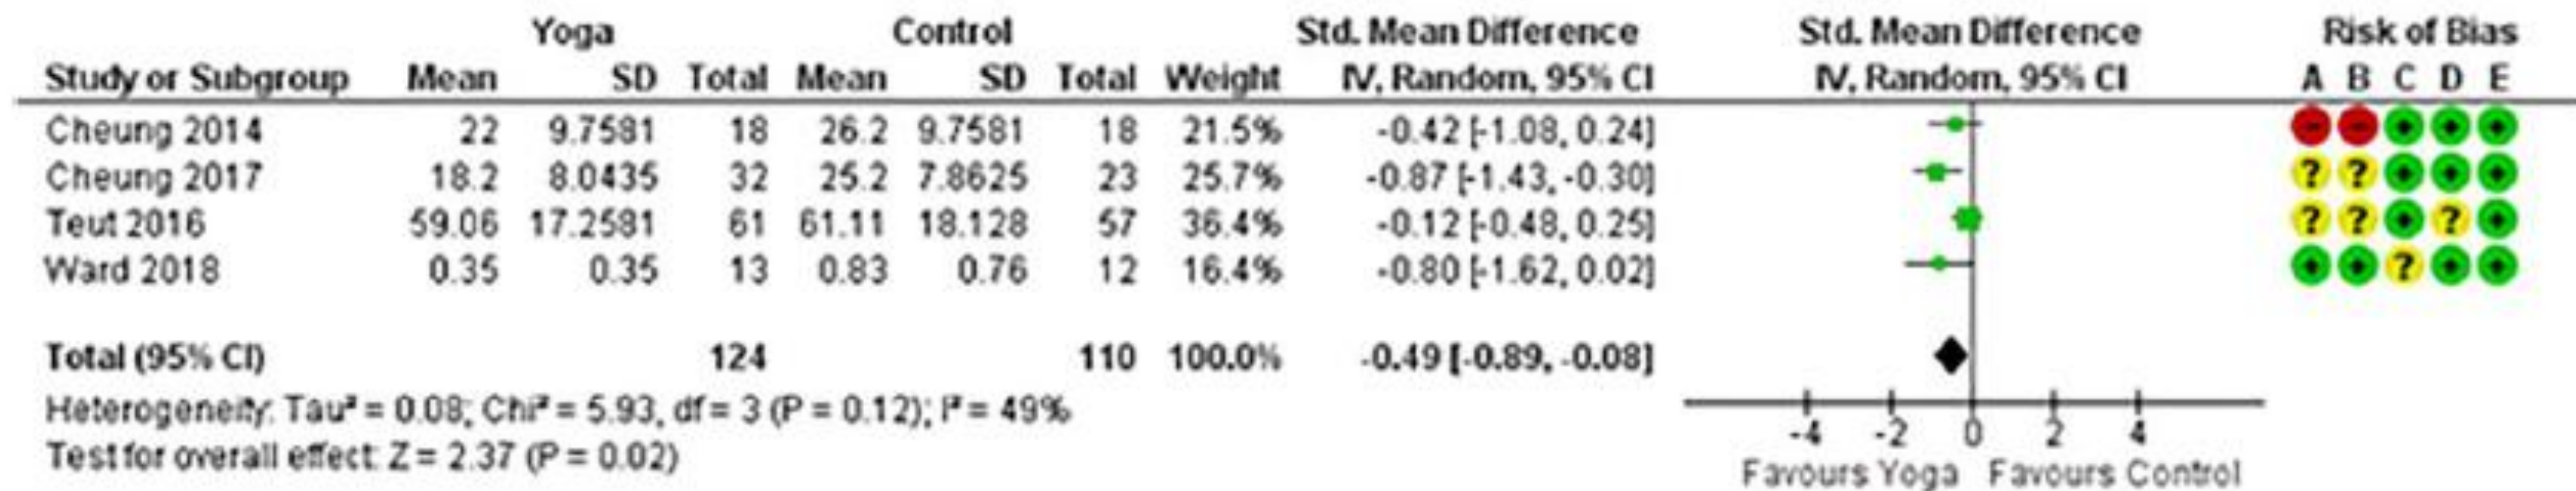 Yoga Control Std. Mean Difference Std. Mean Difference Risk of Bias
Study or Subgroup Mean SD Total Mean SD Total Weight IV, Random, 95% CI IV, Random, 95% CI A B C D E
Cheung 2014 22 9.7581 18 26.2 9.7581 18 21.5% -0.42 [-1.08, 0.24] - - + + +
Cheung 2017 18.2 8.0435 32 25.2 7.8625 23 25.7% -0.87 [-1.43, -0.30] ? ? + + +
Teut 2016 59.06 17.2581 61 61.11 18.128 57 36.4% -0.12 [-0.48, 0.25] ? ? + ? +
Ward 2018 0.35 0.35 13 0.83 0.76 12 16.4% -0.80 [-1.62, 0.02] + + ? + +
Total (95% CI) 124 110 100.0% -0.49 [-0.89, -0.08]
Heterogeneity: Tau² = 0.08; Chi² = 5.93, df = 3 (P = 0.12); I² = 49%
Test for overall effect: Z = 2.37 (P = 0.02)
-4 -2 0 2 4
Favours Yoga Favours Control